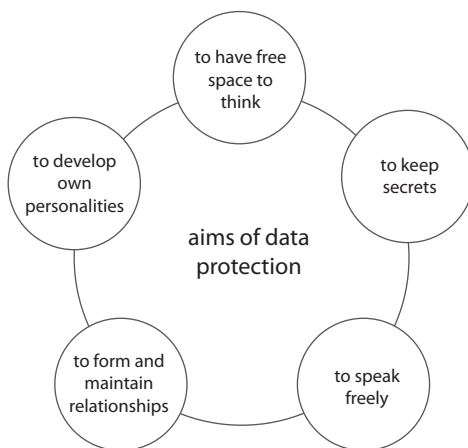 to have free
space to
think
to keep
secrets
to speak
freely
to form and
maintain
relationships
to develop
own
personalities
aims of data
protection